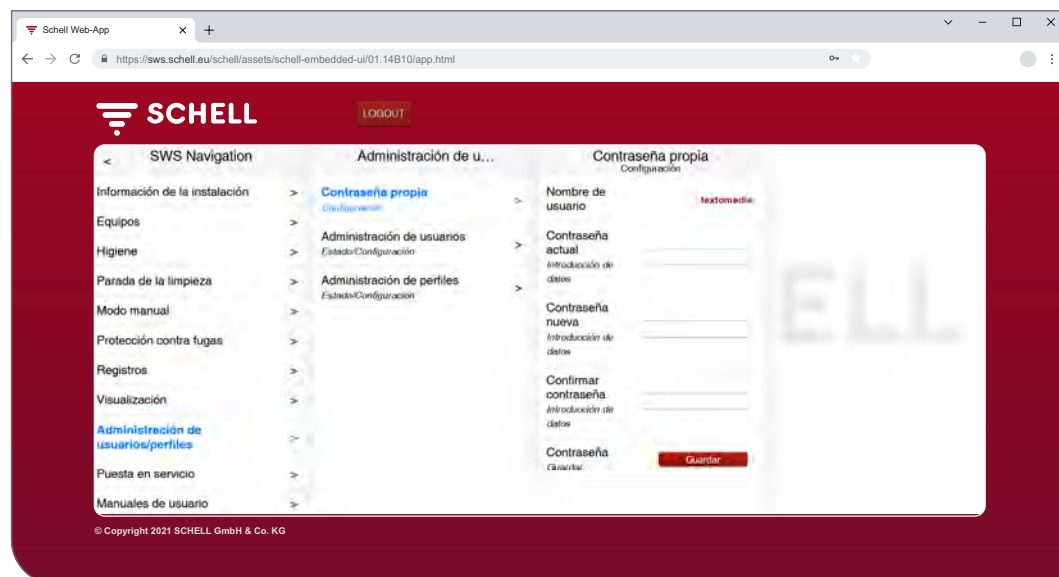 Schell Web-App
https://sws.schell.eu/schell/assets/schell-embedded-ui/01.14B10/app.html
SCHELL
LOGOUT
< SWS Navigation
Información de la instalación >
Equipos >
Higiene >
Parada de la limpieza >
Modo manual >
Protección contra fugas >
Registros >
Visualización >
Administración de
usuarios/perfiles >
Puesta en servicio >
Manuales de usuario >
Administración de u...
Contraseña propia >
Configuración
Administración de usuarios >
Estado/Configuración
Administración de perfiles >
Estado/Configuración
Contraseña propia
Configuración
Nombre de
usuario
textomedia
Contraseña
actual
Introducción de
datos
Contraseña
nueva
Introducción de
datos
Confirmar
contraseña
Introducción de
datos
Contraseña
Guardar
Guardar
ELL
© Copyright 2021 SCHELL GmbH & Co. KG